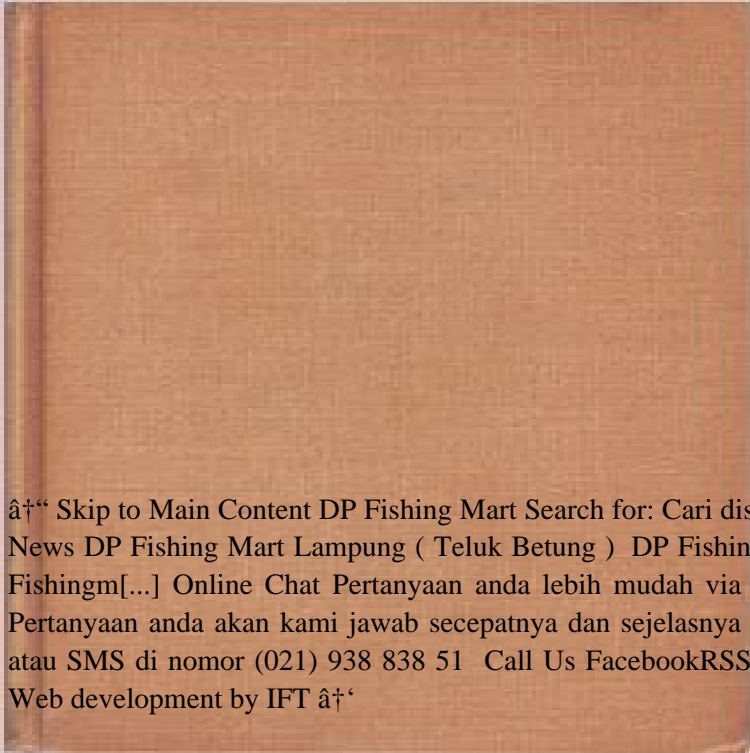 â†“ Skip to Main Content DP Fishing Mart Search for: Cari dis
News DP Fishing Mart Lampung ( Teluk Betung ) DP Fishin
Fishingm[...] Online Chat Pertanyaan anda lebih mudah via
Pertanyaan anda akan kami jawab secepatnya dan sejelasnya
atau SMS di nomor (021) 938 838 51 Call Us FacebookRSS
Web development by IFT â†‘